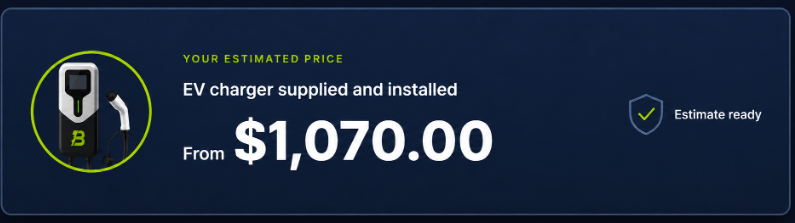 YOUR ESTIMATED PRICE
EV charger supplied and installed
From $1,070.00
Estimate ready
B